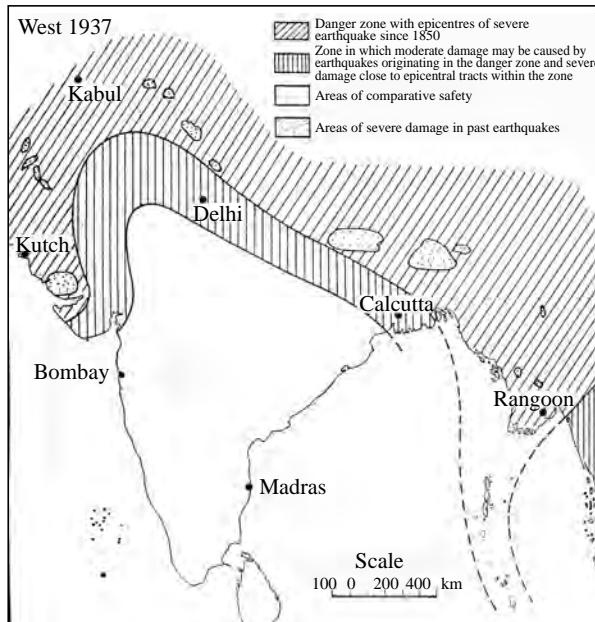 West 1937
Danger zone with epicentres of severe
earthquake since 1850
Zone in which moderate damage may be caused by
earthquakes originating in the danger zone and severe
damage close to epicentral tracts within the zone
Areas of comparative safety
Areas of severe damage in past earthquakes
Kabul
Delhi
Kutch
Calcutta
Bombay
Rangoon
Madras
Scale
100 0 200 400 km